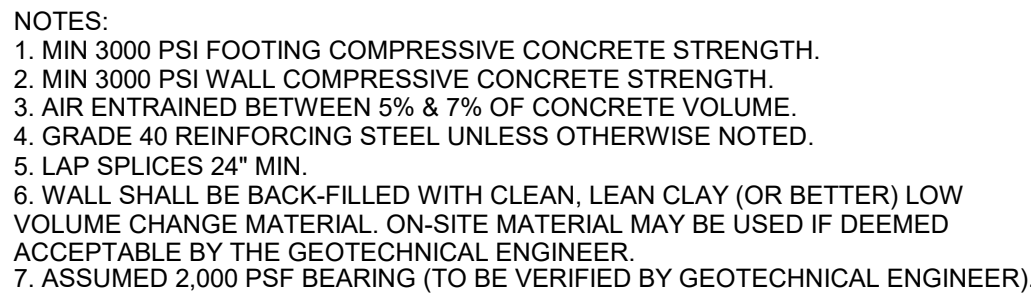 NOTES:
1. MIN 3000 PSI FOOTING COMPRESSIVE CONCRETE STRENGTH.
2. MIN 3000 PSI WALL COMPRESSIVE CONCRETE STRENGTH.
3. AIR ENTRAINED BETWEEN 5% & 7% OF CONCRETE VOLUME.
4. GRADE 40 REINFORCING STEEL UNLESS OTHERWISE NOTED.
5. LAP SPLICES 24" MIN.
6. WALL SHALL BE BACK-FILLED WITH CLEAN, LEAN CLAY (OR BETTER) LOW
VOLUME CHANGE MATERIAL. ON-SITE MATERIAL MAY BE USED IF DEEMED
ACCEPTABLE BY THE GEOTECHNICAL ENGINEER.
7. ASSUMED 2,000 PSF BEARING (TO BE VERIFIED BY GEOTECHNICAL ENGINEER)